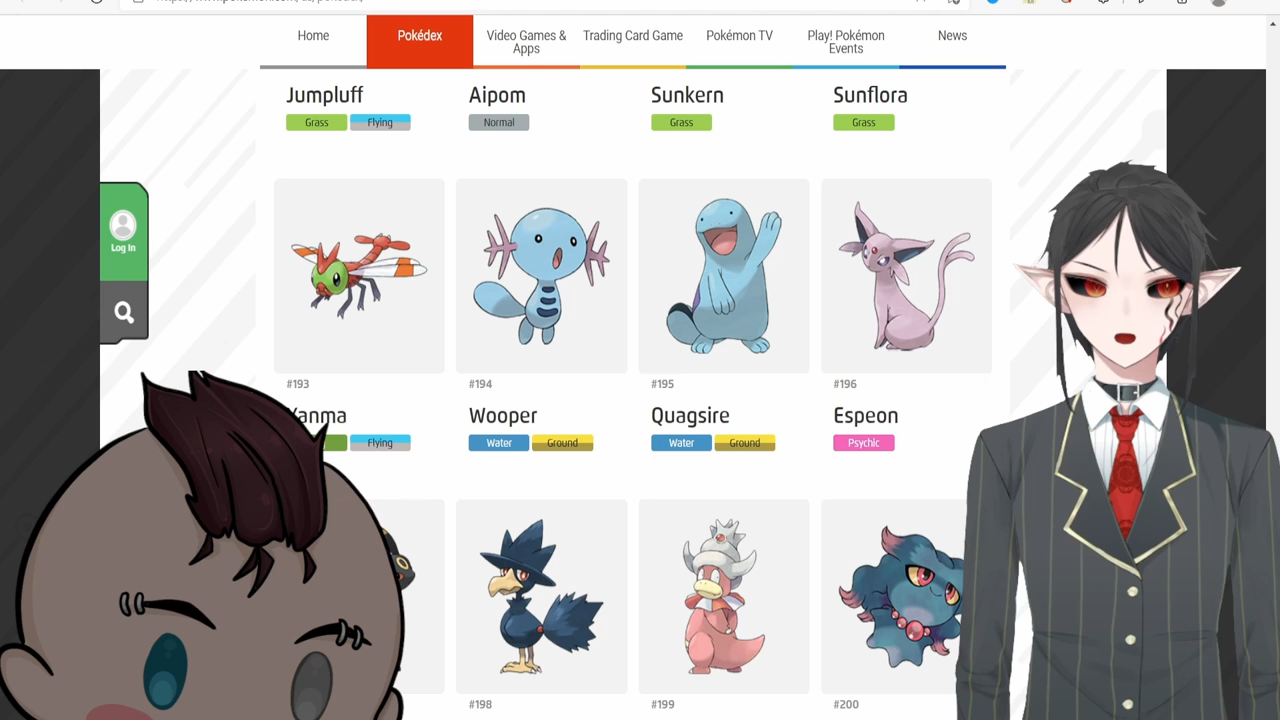 Home
Pokédex
Video Games &
Apps
Trading Card Game
Pokémon TV
Play! Pokémon
Events
News
Jumpluff
Aipom
Sunkern
Sunflora
Grass
Flying
Normal
Grass
Grass
Log In
#193
#194
#195
#196
Wooper
Quagsire
Espeon
Flying
Water
Ground
Water
Ground
Psychic
#198
#199
#200